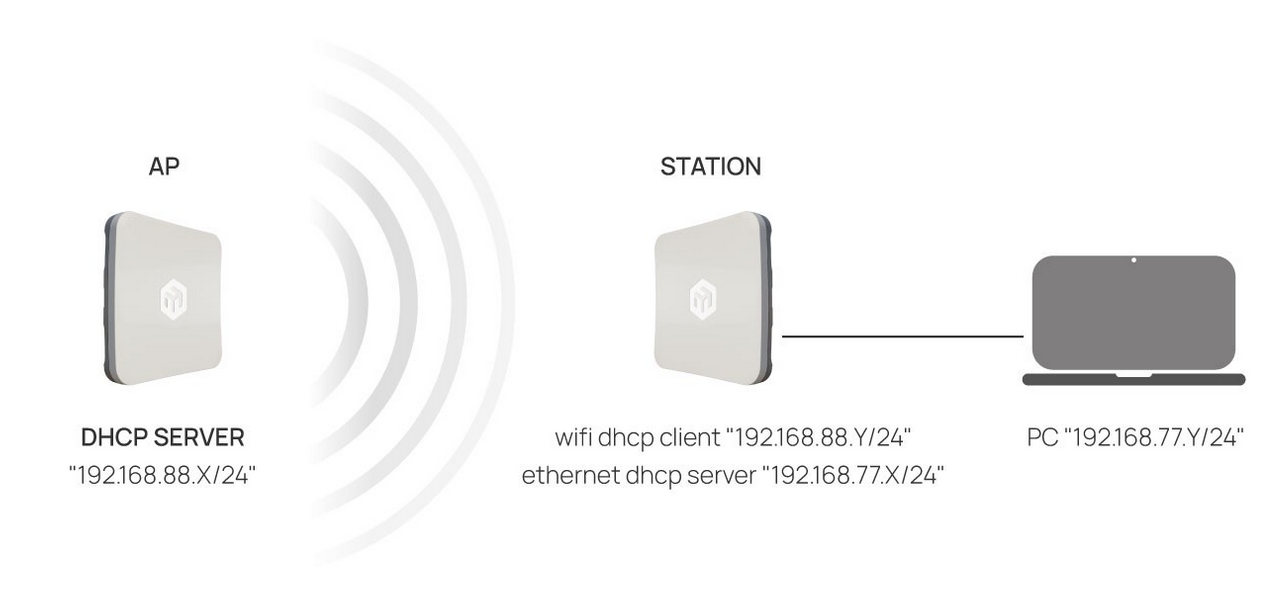 AP
DHCP SERVER
"192.168.88.X/24"
STATION
wifi dhcp client "192.168.88.Y/24"
ethernet dhcp server "192.168.77.X/24"
PC "192.168.77.Y/24"